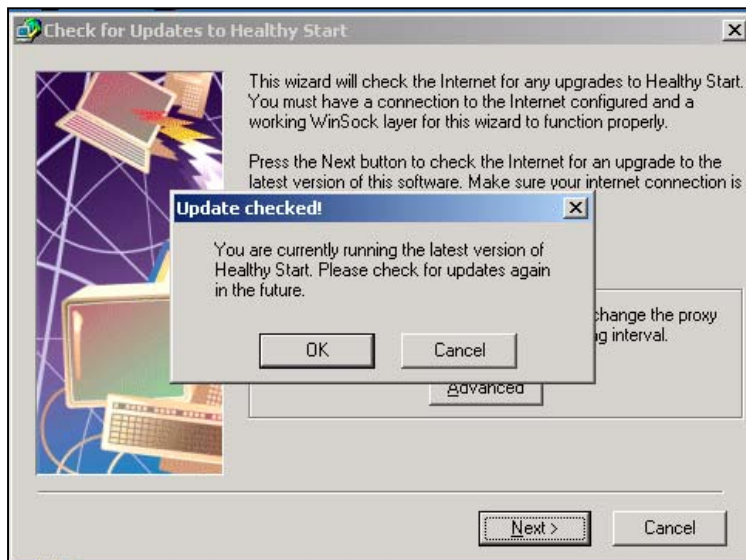 Check for Updates to Healthy Start
This wizard will check the Internet for any upgrades to Healthy Start.
You must have a connection to the Internet configured and a
working WinSock layer for this wizard to function properly.
Press the Next button to check the Internet for an upgrade to the
latest version of this software. Make sure your internet connection is
Update checked!
You are currently running the latest version of
Healthy Start. Please check for updates again
in the future.
OK Cancel
change the proxy
interval.
Advanced
Next > Cancel